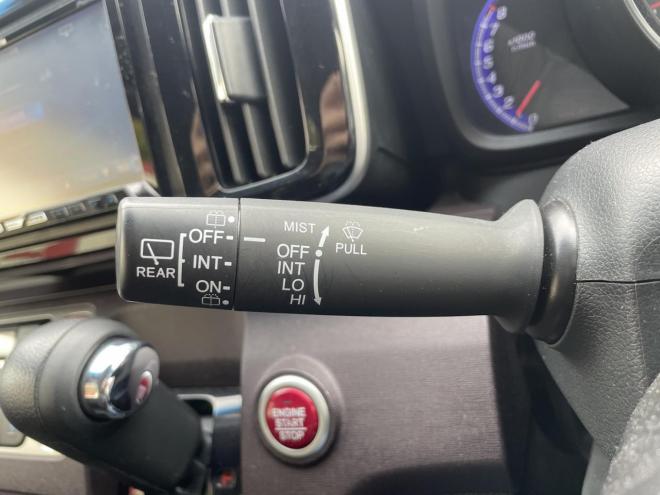 MIST
PULL
OFF
INT
LO
HI
OFF
INT
ON
REAR
ENGINE
START
STOP